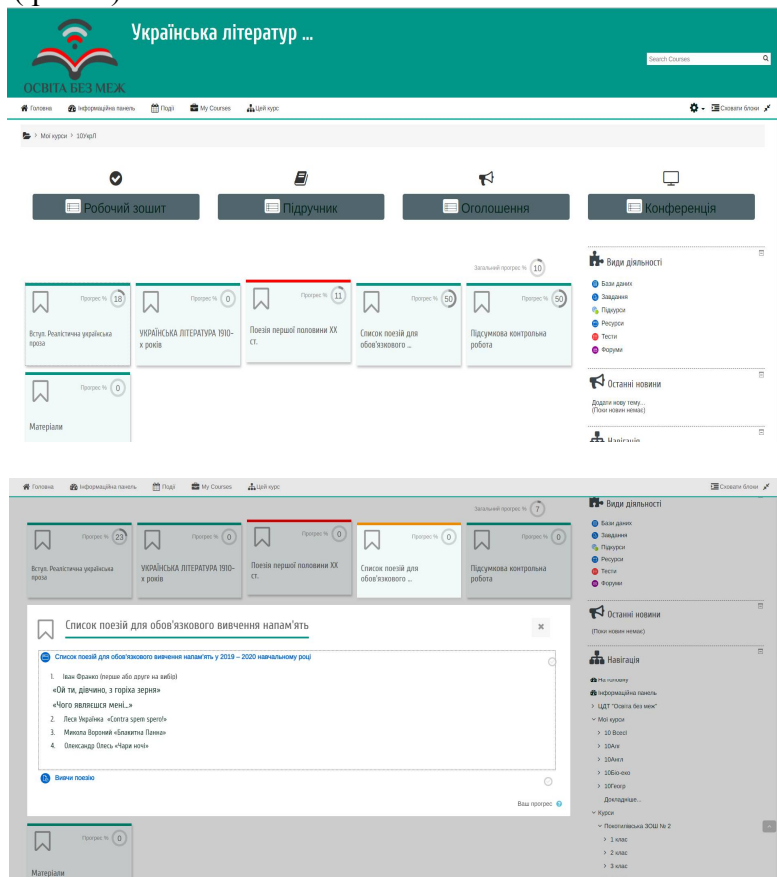 Українська літератур ...
ОСВІТА БЕЗ МЕЖ
Search Courses
Головна Інформаційна панель Події My Courses Цей курс Сховати блоки
Мої курси > 10УкрЛ
Робочий зошит Підручник Оголошення Конференція
Загальний прогрес % 10
Прогрес % 18
Вступ. Реалістична українська проза
Прогрес % 0
УКРАЇНСЬКА ЛІТЕРАТУРА 1910-х років
Прогрес % 11
Поезія першої половини ХХ ст.
Прогрес % 50
Список поезій для обов'язкового ...
Прогрес % 50
Підсумкова контрольна робота
Прогрес % 0
Матеріали
Види діяльності
Бази даних
Завдання
Підкурси
Ресурси
Тести
Форуми
Останні новини
Додати нову тему...
(Поки новин немає)
Навігація
Головна Інформаційна панель Події My Courses Цей курс Сховати блоки
Загальний прогрес % 7
Прогрес % 23
Вступ. Реалістична українська проза
Прогрес % 0
УКРАЇНСЬКА ЛІТЕРАТУРА 1910-х років
Прогрес % 0
Поезія першої половини ХХ ст.
Прогрес % 0
Список поезій для обов'язкового ...
Прогрес % 0
Підсумкова контрольна робота
Список поезій для обов'язкового вивчення напам'ять
Список поезій для обов'язкового вивчення напам'ять у 2019 – 2020 навчальному році
1. Іван Франко (перше або друге на вибір)
«Ой ти, дівчино, з горіха зерня»
«Чого являєшся мені...»
2. Леся Українка «Contra spem spero!»
3. Микола Вороний «Блакитна Панна»
4. Олександр Олесь «Чари ночі»
Вивчи поезію
Ваш прогрес
Прогрес % 0
Матеріали
Види діяльності
Бази даних
Завдання
Підкурси
Ресурси
Тести
Форуми
Останні новини
(Поки новин немає)
Навігація
На головну
Інформаційна панель
ЦДТ "Освіта без меж"
Мої курси
10 Всесі
10Алг
10Англ
10Біо-еко
10Геогр
Докладніше...
Курси
Покотилівська ЗОШ № 2
1 клас
2 клас
3 клас